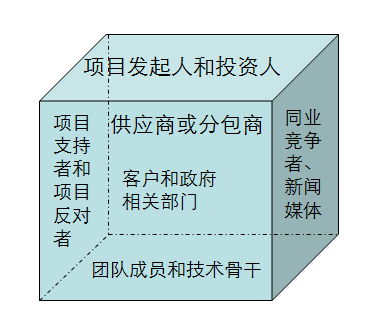 项目发起人和投资人
项目
支持
者和
项目
反对
者
供应商或分包商
客户和政府
相关部门
同业
竞争
者、
新闻
媒体
团队成员和技术骨干